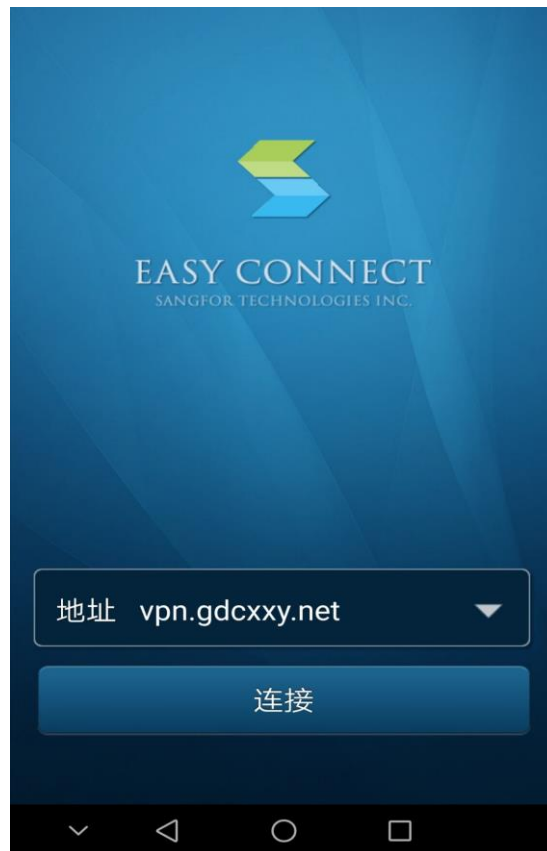 EASY CONNECT
SANGFOR TECHNOLOGIES INC.
地址 vpn.gdcxxy.net
连接